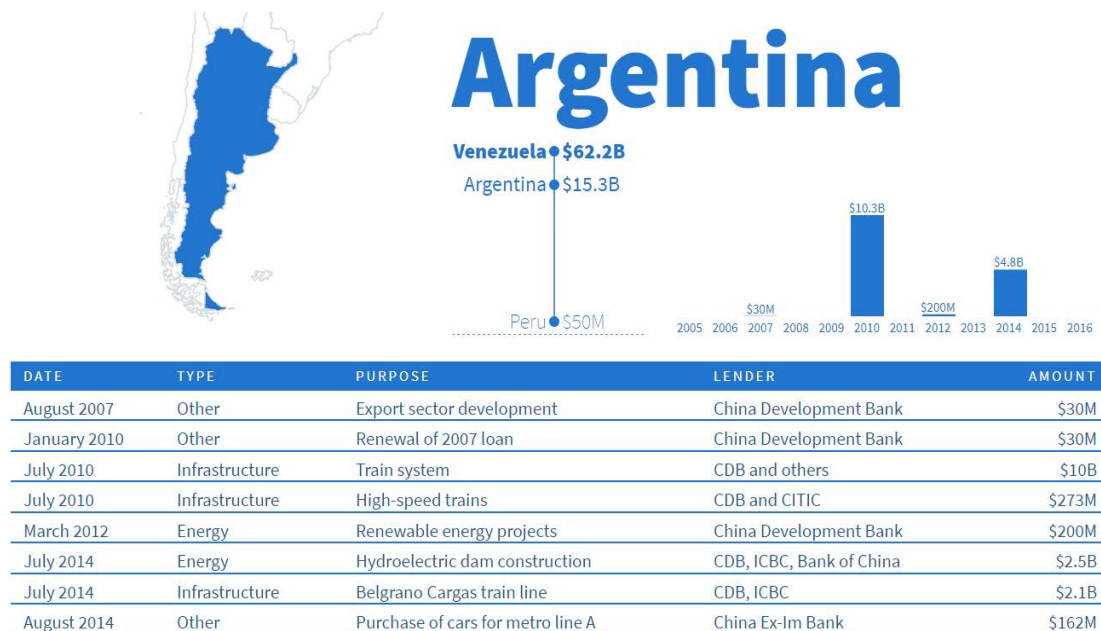 Argentina
Venezuela $62.2B
Argentina $15.3B
Peru $50M
$30M
$10.3B
$200M
$4.8B
2005 2006 2007 2008 2009 2010 2011 2012 2013 2014 2015 2016
DATE TYPE PURPOSE LENDER AMOUNT
August 2007 Other Export sector development China Development Bank $30M
January 2010 Other Renewal of 2007 loan China Development Bank $30M
July 2010 Infrastructure Train system CDB and others $10B
July 2010 Infrastructure High-speed trains CDB and CITIC $273M
March 2012 Energy Renewable energy projects China Development Bank $200M
July 2014 Energy Hydroelectric dam construction CDB, ICBC, Bank of China $2.5B
July 2014 Infrastructure Belgrano Cargas train line CDB, ICBC $2.1B
August 2014 Other Purchase of cars for metro line A China Ex-Im Bank $162M